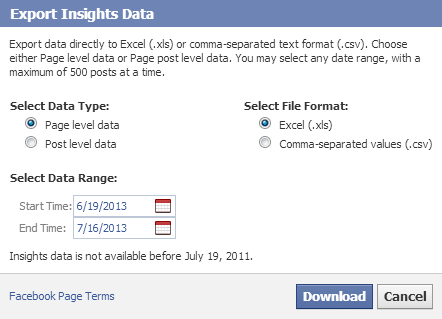 Export Insights Data
Export data directly to Excel (.xls) or comma-separated text format (.csv). Choose
either Page level data or Page post level data. You may select any date range, with a
maximum of 500 posts at a time.
Select Data Type:
Page level data
Post level data
Select File Format:
Excel (.xls)
Comma-separated values (.csv)
Select Data Range:
Start Time: 6/19/2013
End Time: 7/16/2013
Insights data is not available before July 19, 2011.
Facebook Page Terms
Download
Cancel